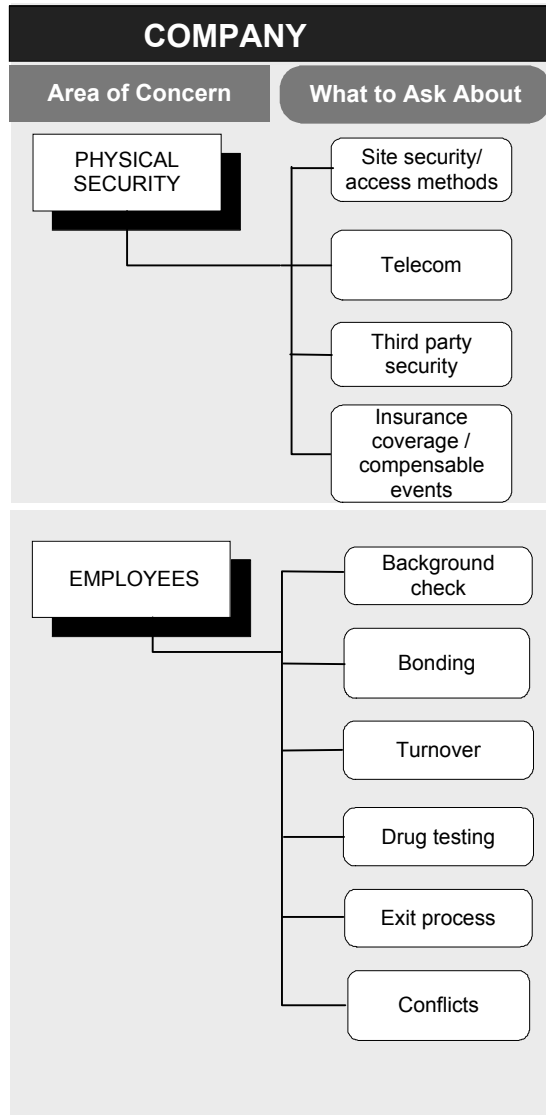 COMPANY
Area of Concern
What to Ask About
PHYSICAL
SECURITY
Site security/
access methods
Telecom
Third party
security
Insurance
coverage /
compensable
events
EMPLOYEES
Background
check
Bonding
Turnover
Drug testing
Exit process
Conflicts